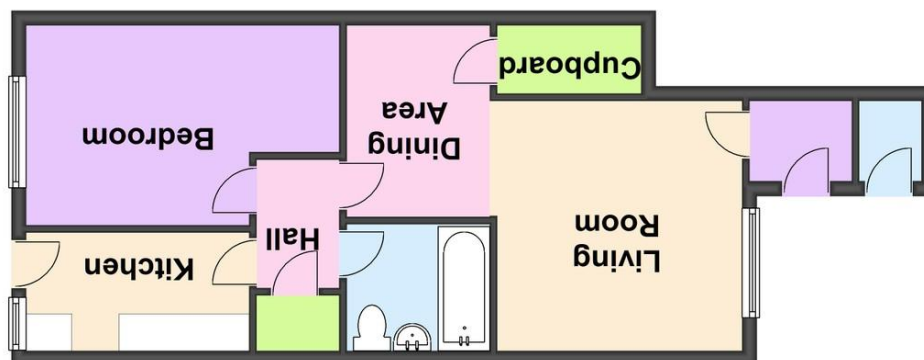 Living
Room
Kitchen
Hall
Dining
Area
Bedroom
Cupboard